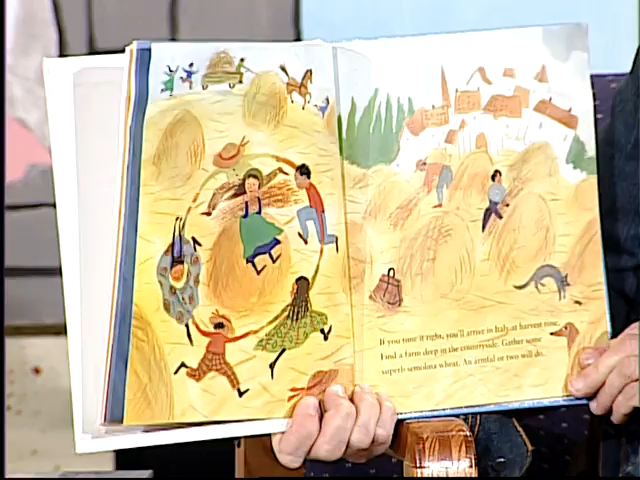 If you time it right, you'll arrive in Italy at harvest time.
Find a farm deep in the countryside. Gather some
superb semolina wheat. An armful or two will do.